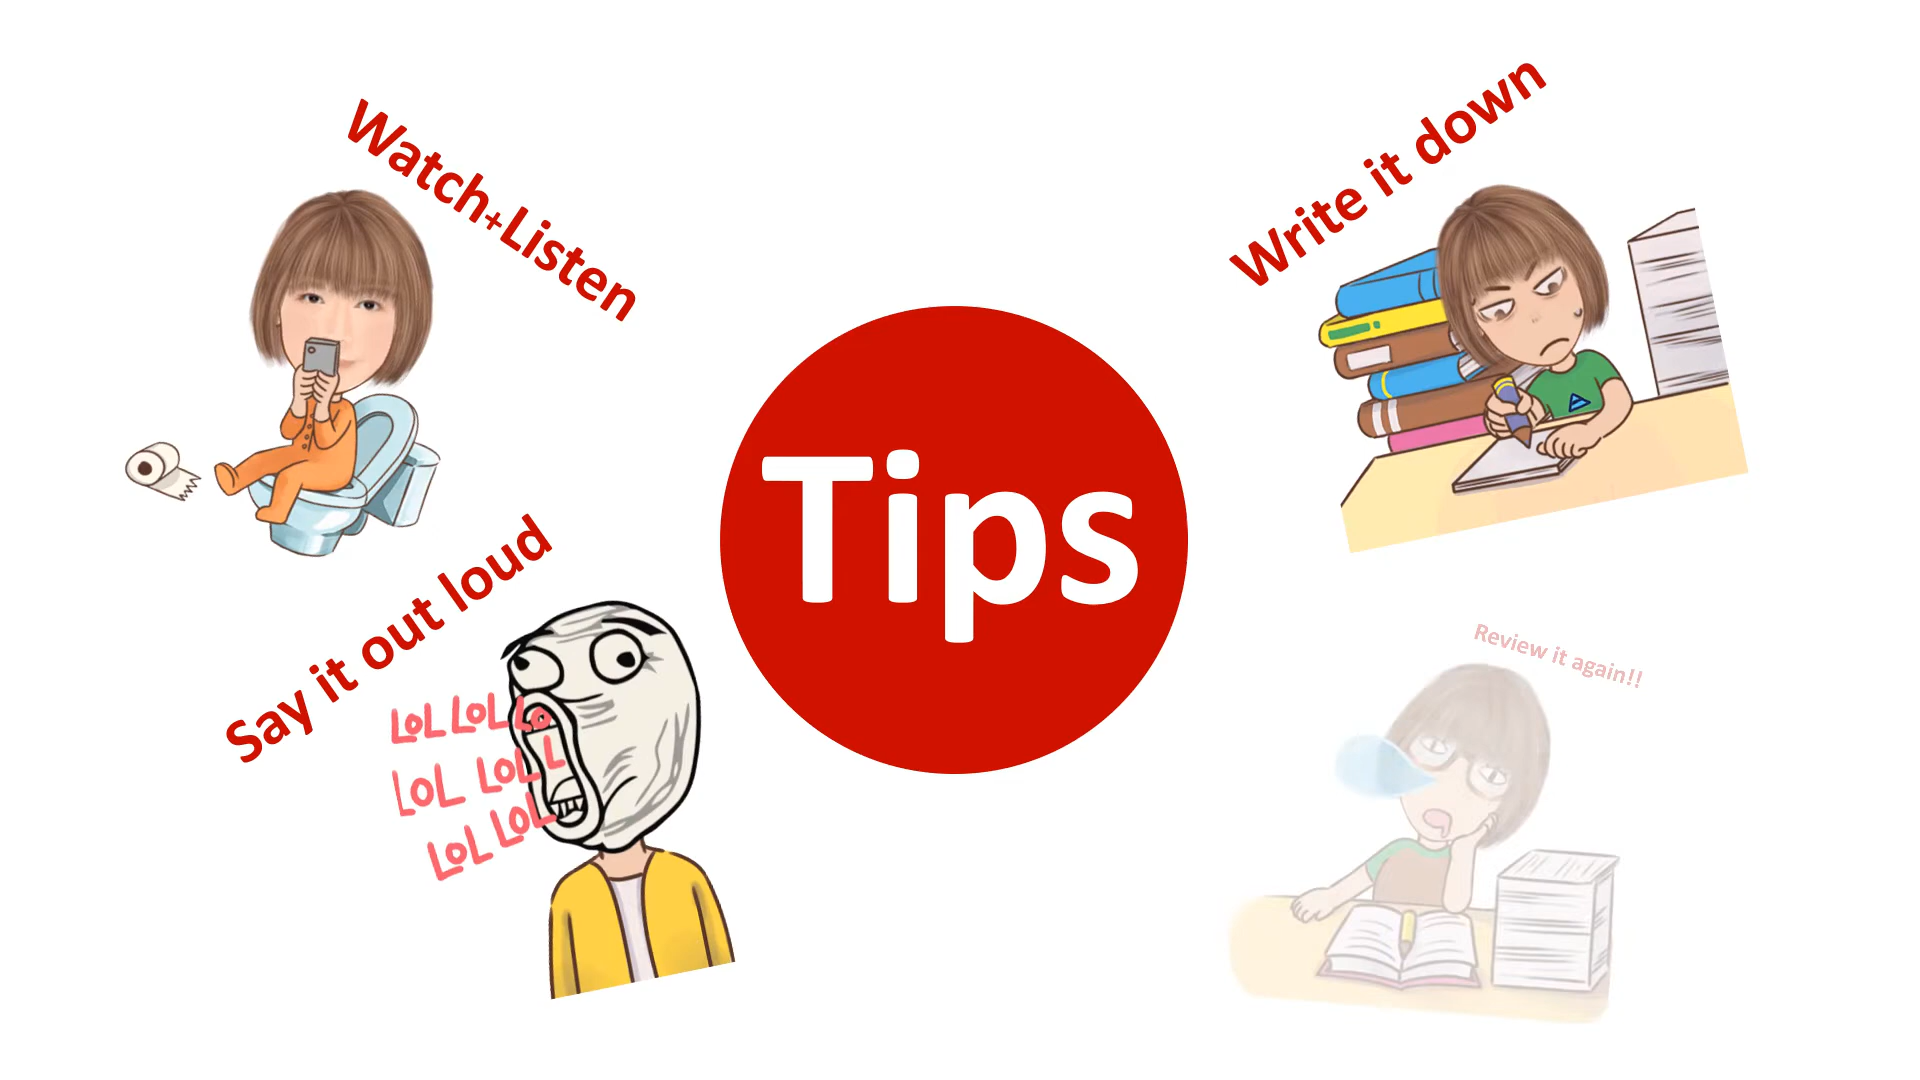 Watch+Listen
Write it down
Tips
Say it out loud
LOL LOL LO
LOL LOL L
LOL LOL
Review it again!!